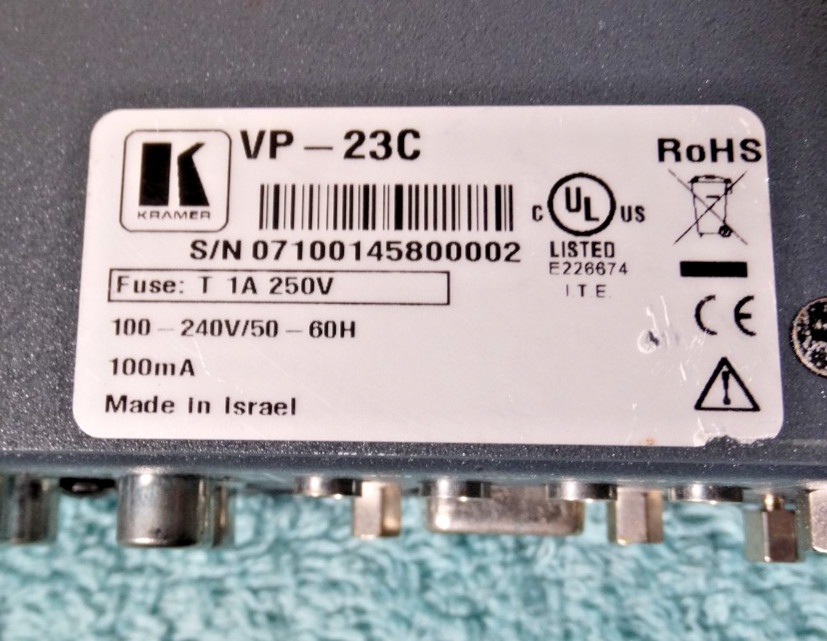 K
KRAMER
VP – 23C
S/N 07100145800002
Fuse: T 1A 250V
100 – 240V/50 – 60H
100mA
Made in Israel
C UL US
LISTED
E226674
I T E
RoHS
CE